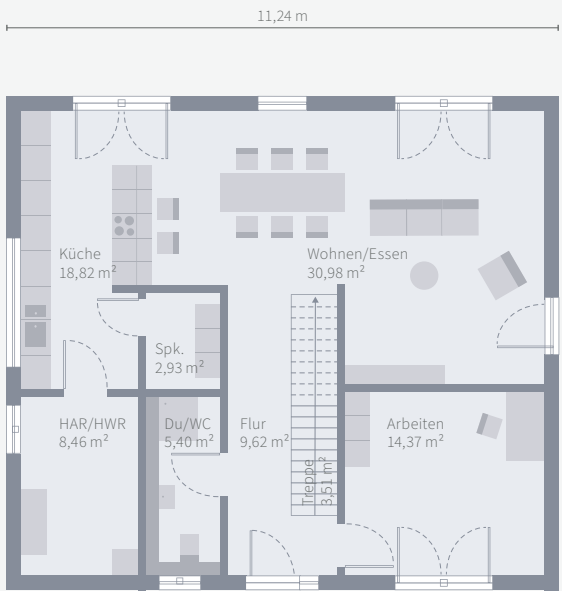 11,24 m
Küche
18,82 m²
Wohnen/Essen
30,98 m²
Spk.
2,93 m²
HAR/HWR
8,46 m²
Du/WC
5,40 m²
Flur
9,62 m²
Treppe
3,51 m²
Arbeiten
14,37 m²